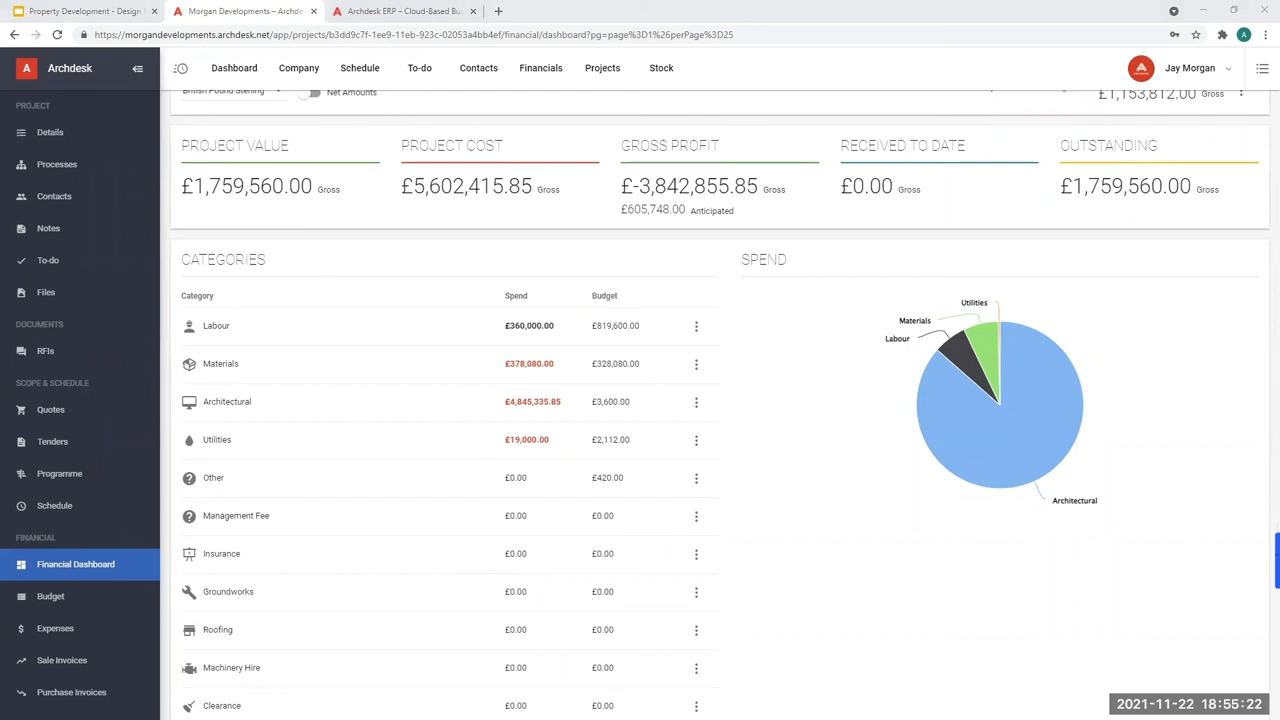 Property Development - Design
Morgan Developments – Archde
Archdesk ERP – Cloud-Based Bus
https://morgandevelopments.archdesk.net/app/projects/b3dd9c7f-1ee9-11eb-923c-02053a4bb4ef/financial/dashboard?pg=page%3D1%26perPage%3D25
A
A Archdesk
Dashboard Company Schedule To-do Contacts Financials Projects Stock
Jay Morgan
British Pound Sterling
Net Amounts
£1,153,812.00 Gross
PROJECT
Details
Processes
Contacts
Notes
To-do
Files
DOCUMENTS
RFIs
SCOPE & SCHEDULE
Quotes
Tenders
Programme
Schedule
FINANCIAL
Financial Dashboard
Budget
Expenses
Sale Invoices
Purchase Invoices
PROJECT VALUE
£1,759,560.00 Gross
PROJECT COST
£5,602,415.85 Gross
GROSS PROFIT
£-3,842,855.85 Gross
£605,748.00 Anticipated
RECEIVED TO DATE
£0.00 Gross
OUTSTANDING
£1,759,560.00 Gross
CATEGORIES
Category Spend Budget
Labour £360,000.00 £819,600.00
Materials £378,080.00 £328,080.00
Architectural £4,845,335.85 £3,600.00
Utilities £19,000.00 £2,112.00
Other £0.00 £420.00
Management Fee £0.00 £0.00
Insurance £0.00 £0.00
Groundworks £0.00 £0.00
Roofing £0.00 £0.00
Machinery Hire £0.00 £0.00
Clearance £0.00 £0.00
SPEND
Utilities
Materials
Labour
Architectural
2021-11-22 18:55:22